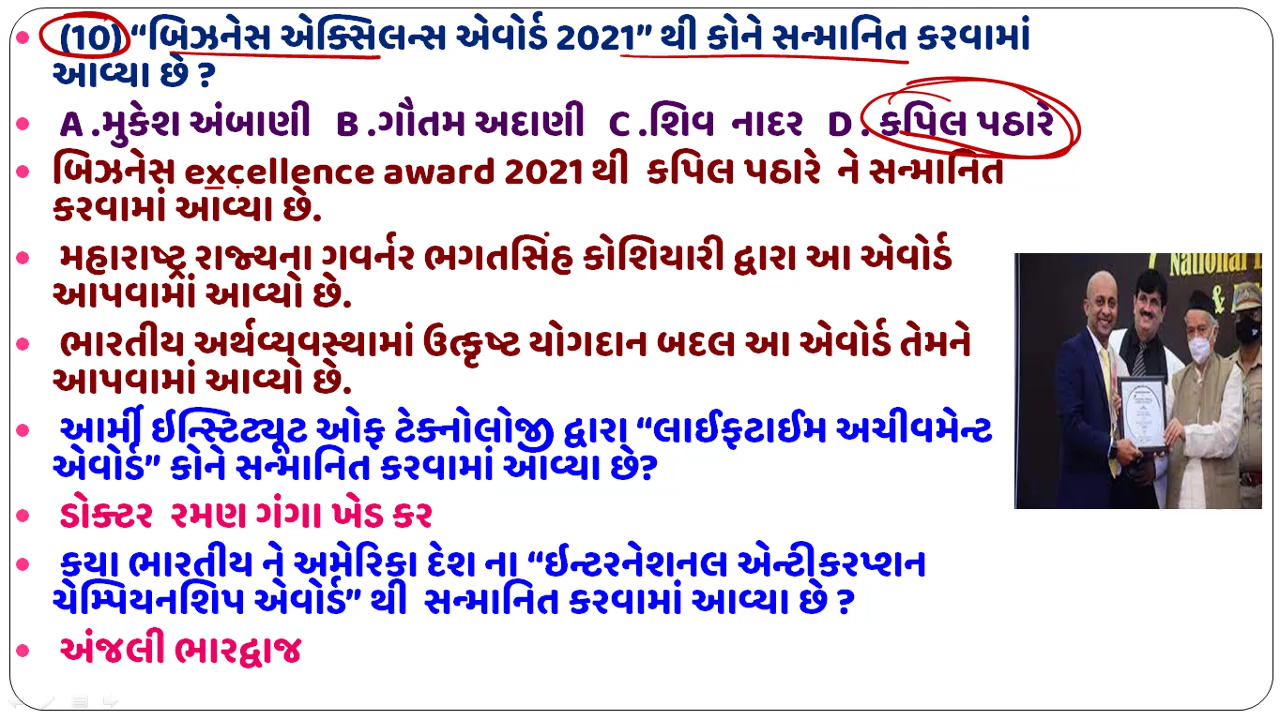 (10) “બિઝનેસ એક્સિલન્સ એવોર્ડ 2021” થી કોને સન્માનિત કરવામાં
આવ્યા છે ?
A .મુકેશ અંબાણી B .ગૌતમ અદાણી C .શિવ નાદર D . કપિલ પઠારે
બિઝનેસ excellence award 2021 થી કપિલ પઠારે ને સન્માનિત
કરવામાં આવ્યા છે.
મહારાષ્ટ્ર રાજ્યના ગવર્નર ભગતસિંહ કોશિયારી દ્વારા આ એવોર્ડ
આપવામાં આવ્યો છે.
ભારતીય અર્થવ્યવસ્થામાં ઉત્કૃષ્ટ યોગદાન બદલ આ એવોર્ડ તેમને
આપવામાં આવ્યો છે.
આર્મી ઇન્સ્ટિટ્યૂટ ઓફ ટેક્નોલોજી દ્વારા “લાઈફટાઈમ અચીવમેન્ટ
એવોર્ડ” કોને સન્માનિત કરવામાં આવ્યા છે?
ડોક્ટર રમણ ગંગા ખેડ કર
કયા ભારતીય ને અમેરિકા દેશ ના “ઈન્ટરનેશનલ એન્ટીકરપ્શન
ચેમ્પિયનશિપ એવોર્ડ” થી સન્માનિત કરવામાં આવ્યા છે ?
અંજલી ભારદ્વાજ
National
&